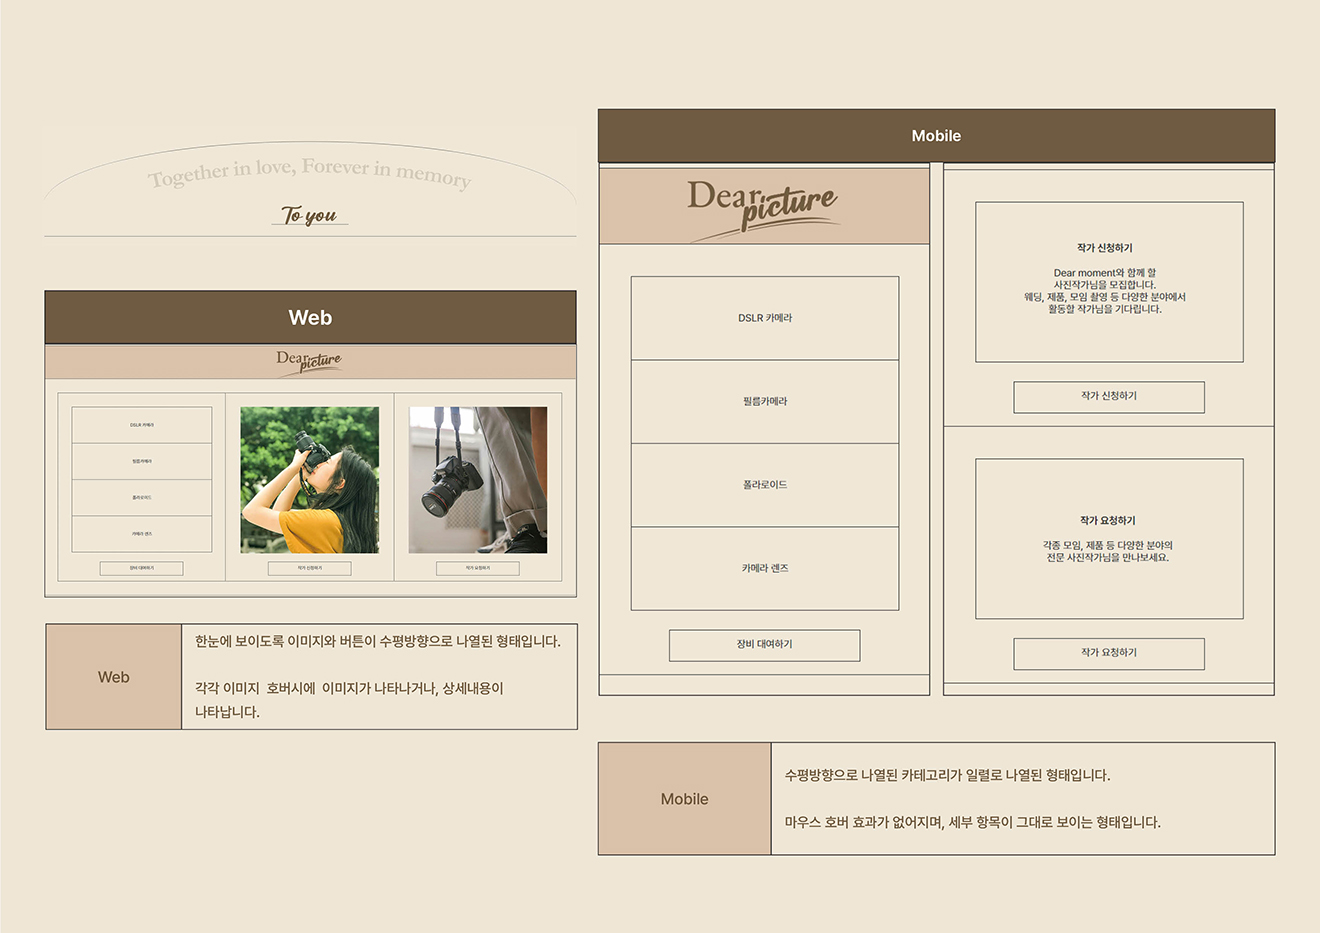 Together in love, Forever in memory
To you
Web
Dear picture
DSLR 카메라
필름카메라
폴라로이드
카메라 렌즈
장비 대여하기
작가 신청하기
작가 요청하기
Web
한눈에 보이도록 이미지와 버튼이 수평방향으로 나열된 형태입니다.
각각 이미지 호버시에 이미지가 나타나거나, 상세내용이
나타납니다.
Mobile
Dear picture
DSLR 카메라
필름카메라
폴라로이드
카메라 렌즈
장비 대여하기
작가 신청하기
Dear moment와 함께 할
사진작가님을 모집합니다.
웨딩, 제품, 모임 촬영 등 다양한 분야에서
활동할 작가님을 기다립니다.
작가 신청하기
작가 요청하기
각종 모임, 제품 등 다양한 분야의
전문 사진작가님을 만나보세요.
작가 요청하기
Mobile
수평방향으로 나열된 카테고리가 일렬로 나열된 형태입니다.
마우스 호버 효과가 없어지며, 세부 항목이 그대로 보이는 형태입니다.